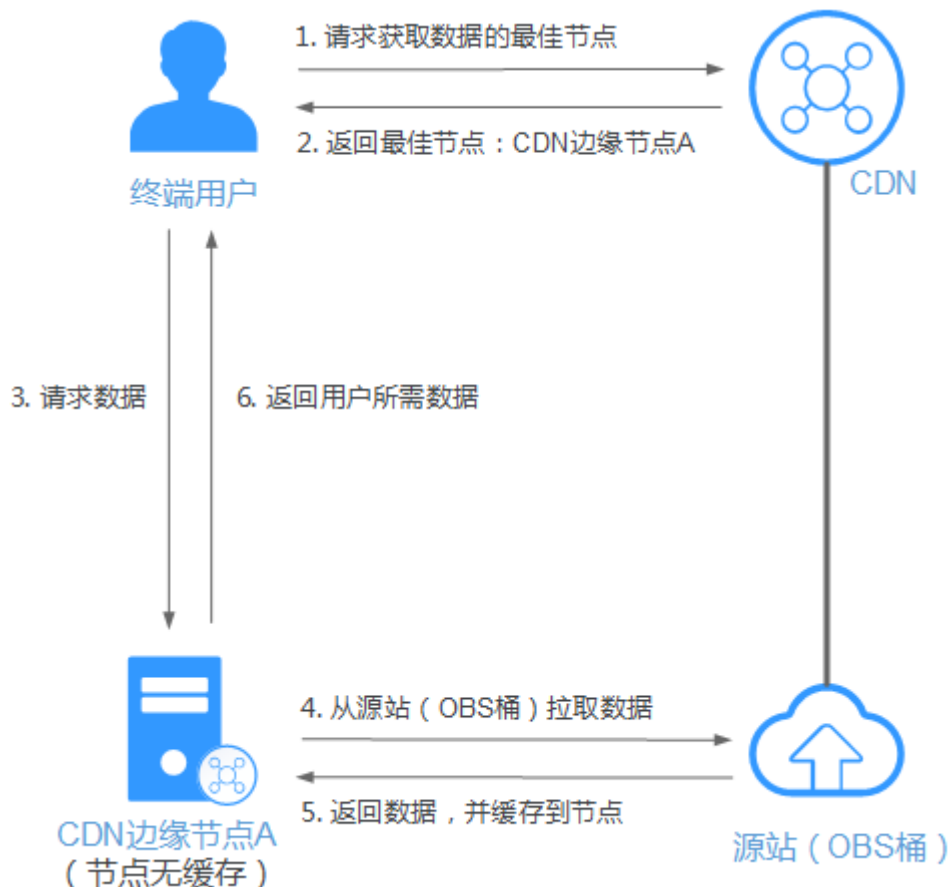 1. 请求获取数据的最佳节点
2. 返回最佳节点：CDN边缘节点A
终端用户
CDN
3. 请求数据
6. 返回用户所需数据
4. 从源站（OBS桶）拉取数据
5. 返回数据，并缓存到节点
CDN边缘节点A
（节点无缓存）
源站（OBS桶）